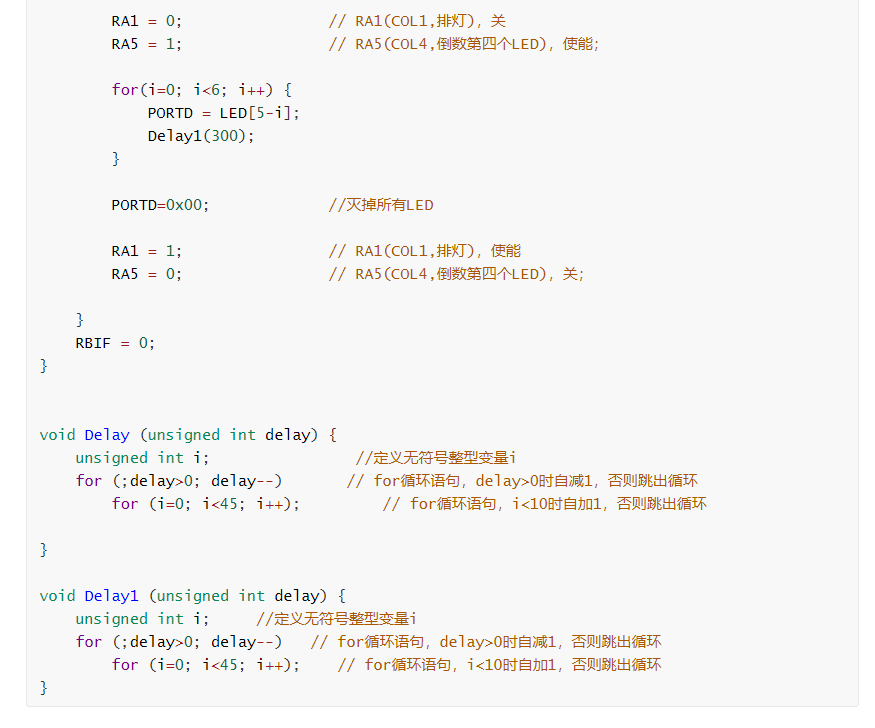 RA1 = 0;                // RA1(COL1,排灯), 关
RA5 = 1;                // RA5(COL4,倒数第四个LED), 使能;
for(i=0; i<6; i++) {
PORTD = LED[5-i];
Delay1(300);
}
PORTD=0x00;             //灭掉所有LED
RA1 = 1;                // RA1(COL1,排灯), 使能
RA5 = 0;                // RA5(COL4,倒数第四个LED), 关;
}
RBIF = 0;
}
void Delay (unsigned int delay) {
unsigned int i;                //定义无符号整型变量i
for (;delay>0; delay--)       // for循环语句, delay>0时自减1, 否则跳出循环
for (i=0; i<45; i++);         // for循环语句, i<10时自加1, 否则跳出循环
}
void Delay1 (unsigned int delay) {
unsigned int i;     //定义无符号整型变量i
for (;delay>0; delay--)   // for循环语句, delay>0时自减1, 否则跳出循环
for (i=0; i<45; i++);    // for循环语句, i<10时自加1, 否则跳出循环
}